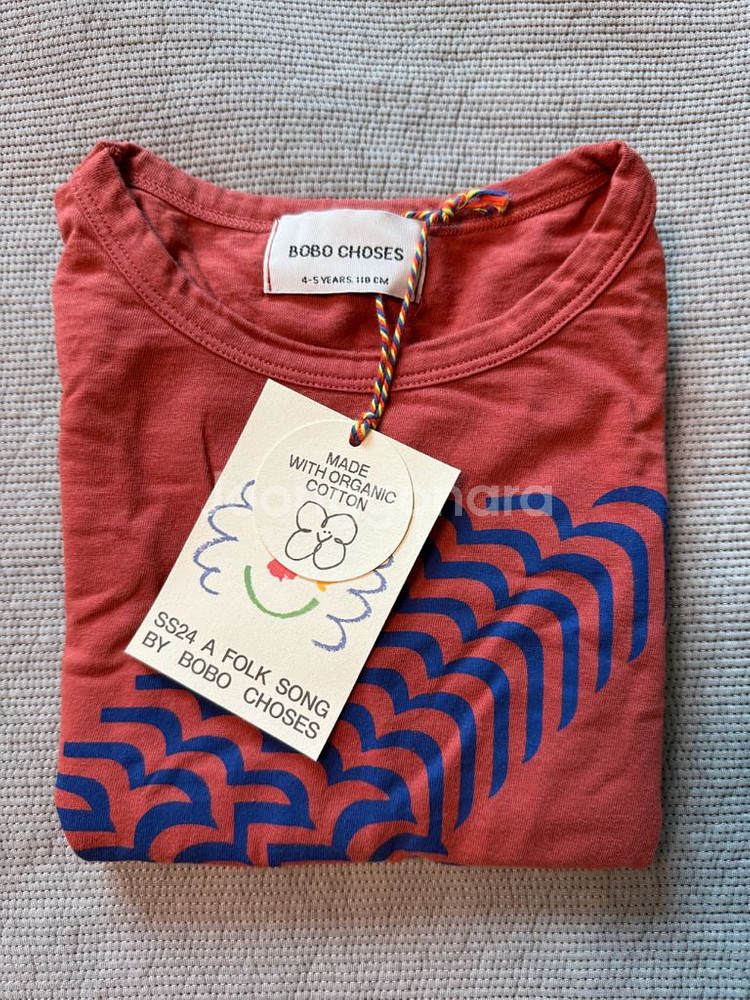 BOBO CHOSES
4-5 YEARS, 110 CM
MADE
WITH ORGANIC
COTTON
SS24 A FOLK SONG
BY BOBO CHOSES